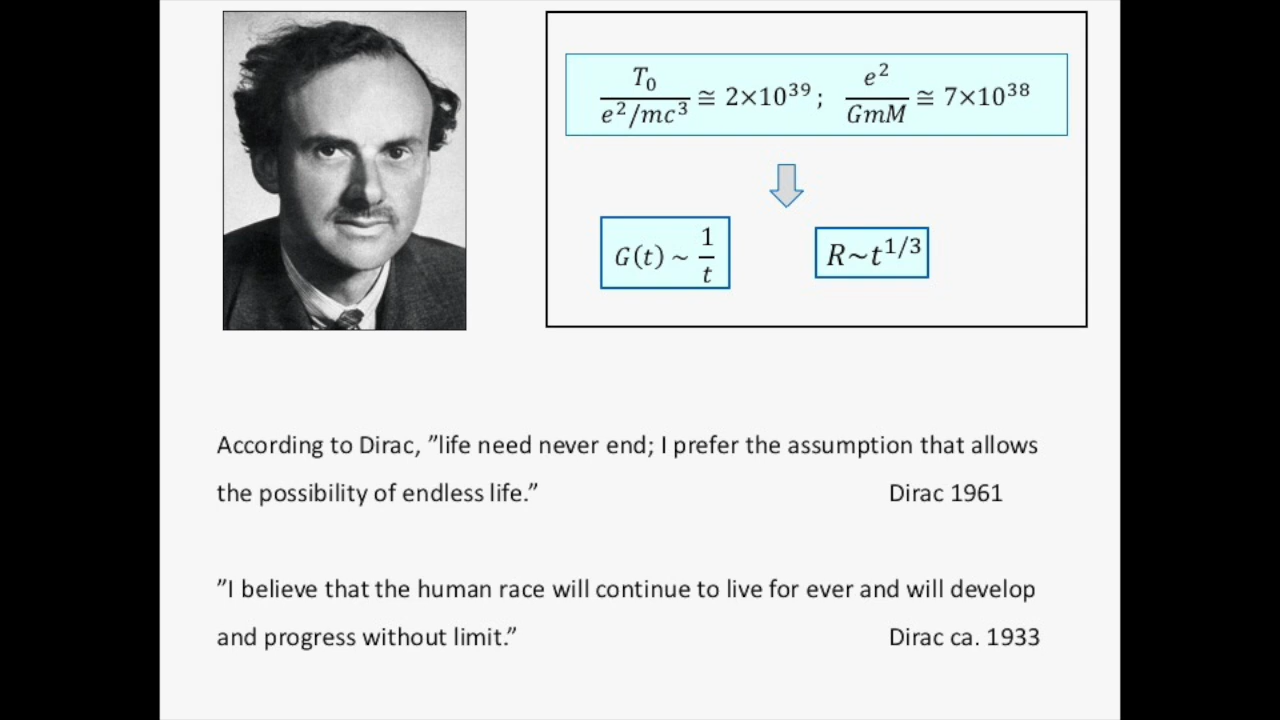 T₀/(e²/mc³) ≅ 2×10³⁹ ; e²/(GmM) ≅ 7×10³⁸
G(t) ~ 1/t
R~t^{1/3}
According to Dirac, ”life need never end; I prefer the assumption that allows
the possibility of endless life.” Dirac 1961
”I believe that the human race will continue to live for ever and will develop
and progress without limit.” Dirac ca. 1933